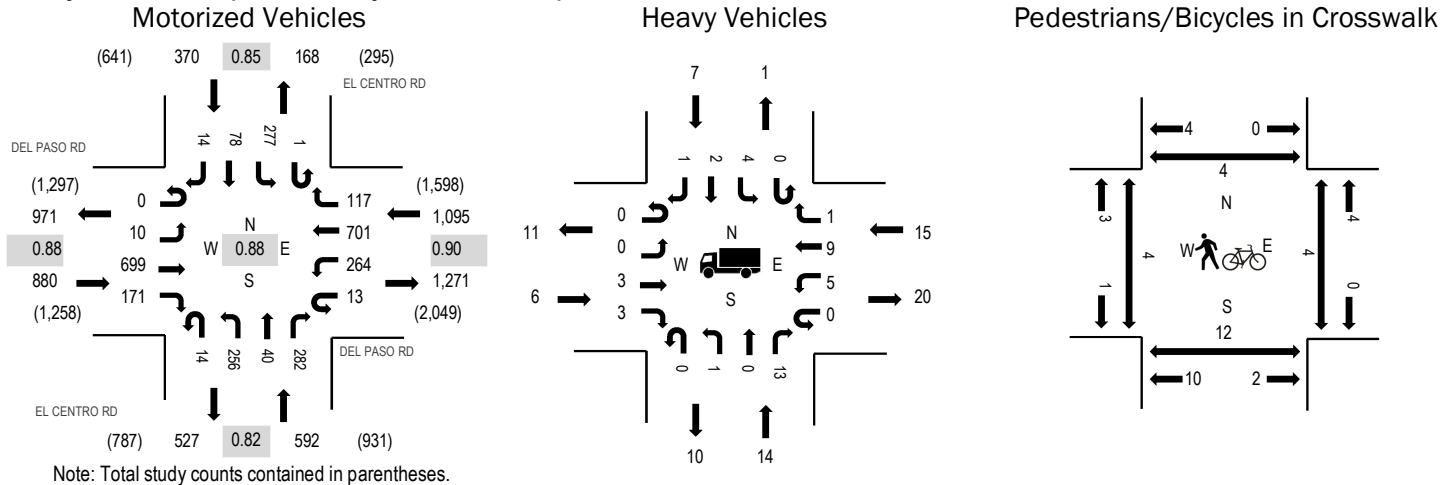 Motorized Vehicles
Heavy Vehicles
Pedestrians/Bicycles in Crosswalk
(641) 370 0.85 168 (295)
EL CENTRO RD
DEL PASO RD
14 78 277 1
(1,297)
971
0.88
880
(1,258)
0
10
699
171
N
W 0.88 E
S
117
701
264
13
(1,598)
1,095
0.90
1,271
(2,049)
14 256 40 282
DEL PASO RD
EL CENTRO RD
(787) 527 0.82 592 (931)
Note: Total study counts contained in parentheses.
7 1
1 2 4 0
11
6
0
0
3
3
N
W E
S
1
9
5
0
15
20
0 1 0 13
10 14
4 0
4
3
1
4
N
W E
S
4
4
0
12
10 2